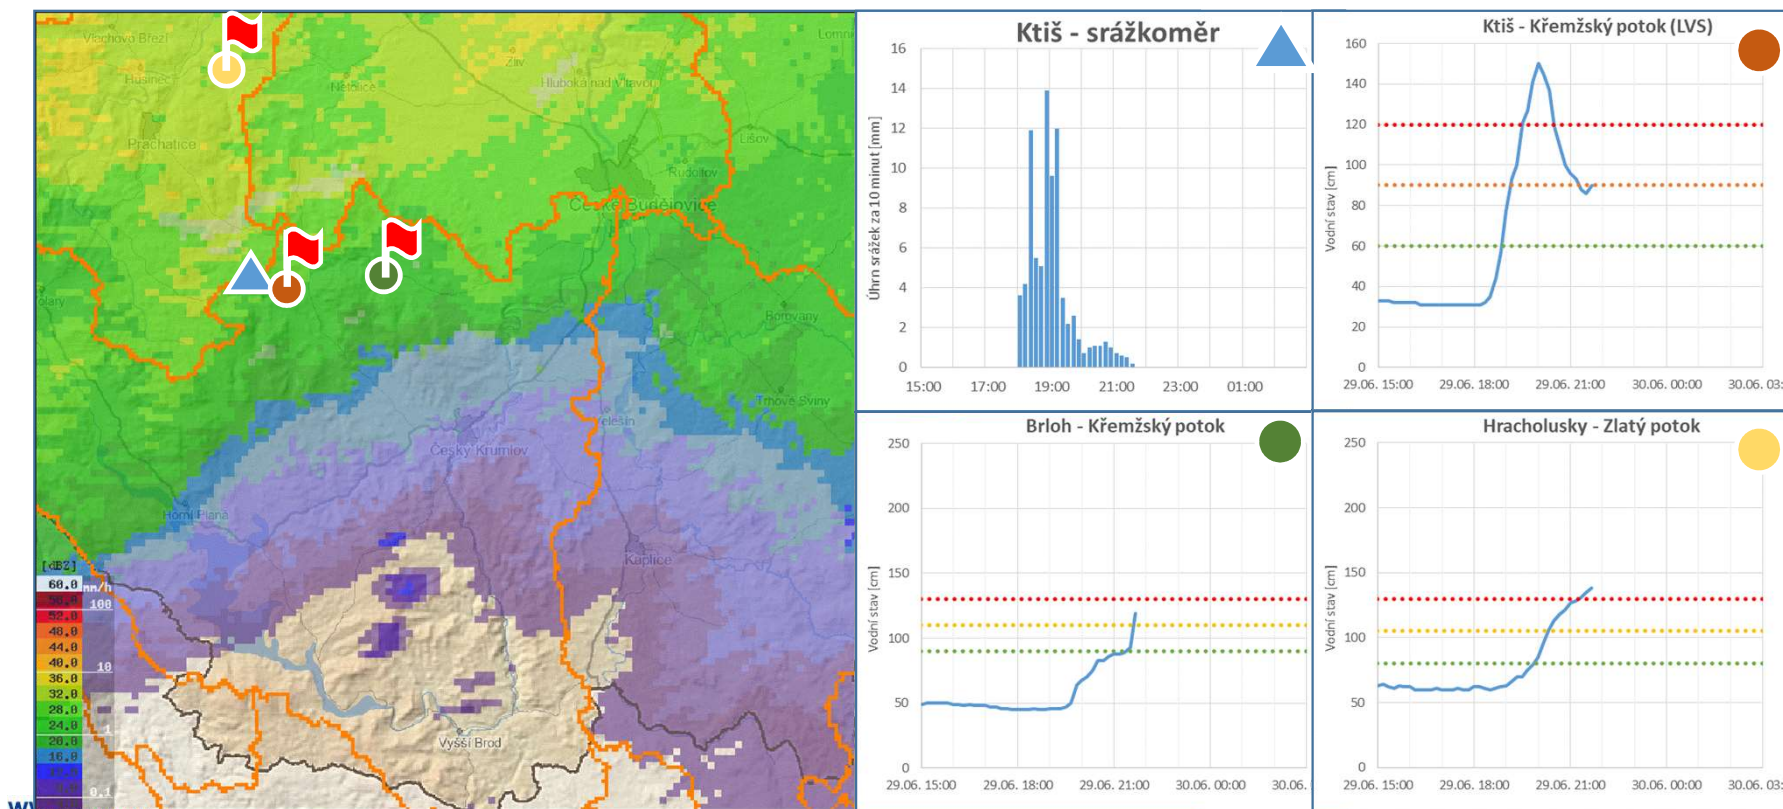 Vlachovo Březí
Husinec
Prachatice
Netolice
Zliv
Hluboká nad Vltavou
Lomn
Lišov
Rudolfov
České Budějovice
Borovany
Trhové Sviny
Velešín
Český Krumlov
Horní Planá
Kaplice
Vyšší Brod
[dBZ]
mm/h
60.0
56.0
52.0
48.0
44.0
40.0
36.0
32.0
28.0
24.0
20.0
16.0
100
10
1
0.1
Ktiš - srážkoměr
Úhrn srážek za 10 minut [mm]
16
14
12
10
8
6
4
2
0
15:00 17:00 19:00 21:00 23:00 01:00
Ktiš - Křemžský potok (LVS)
Vodní stav [cm]
160
140
120
100
80
60
40
20
0
29.06. 15:00 29.06. 18:00 29.06. 21:00 30.06. 00:00 30.06. 03:
Brloh - Křemžský potok
Vodní stav [cm]
250
200
150
100
50
0
29.06. 15:00 29.06. 18:00 29.06. 21:00 30.06. 00:00 30.06.
Hracholusky - Zlatý potok
Vodní stav [cm]
250
200
150
100
50
0
29.06. 15:00 29.06. 18:00 29.06. 21:00 30.06. 00:00 30.06. 03: